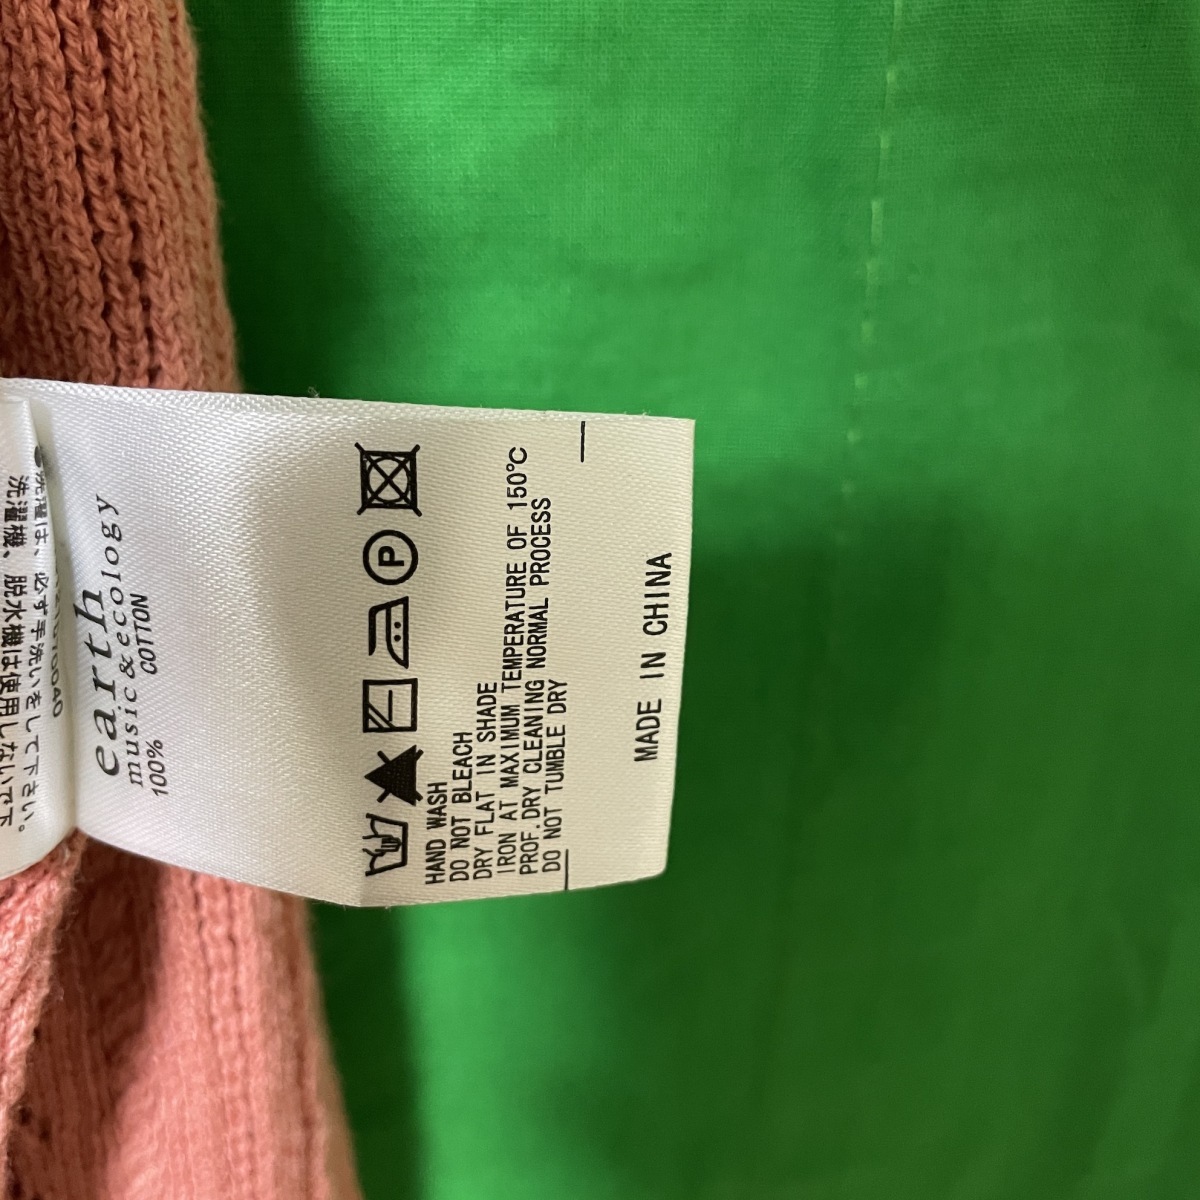 ●洗濯は、必ず手洗いをして下さい。
洗濯機、脱水機は使用しないで下
earth
music & ecology
100% COTTON
P
HAND WASH
DO NOT BLEACH
DRY FLAT IN SHADE
IRON AT MAXIMUM TEMPERATURE OF 150℃
PROF. DRY CLEANING NORMAL PROCESS
DO NOT TUMBLE DRY
MADE IN CHINA